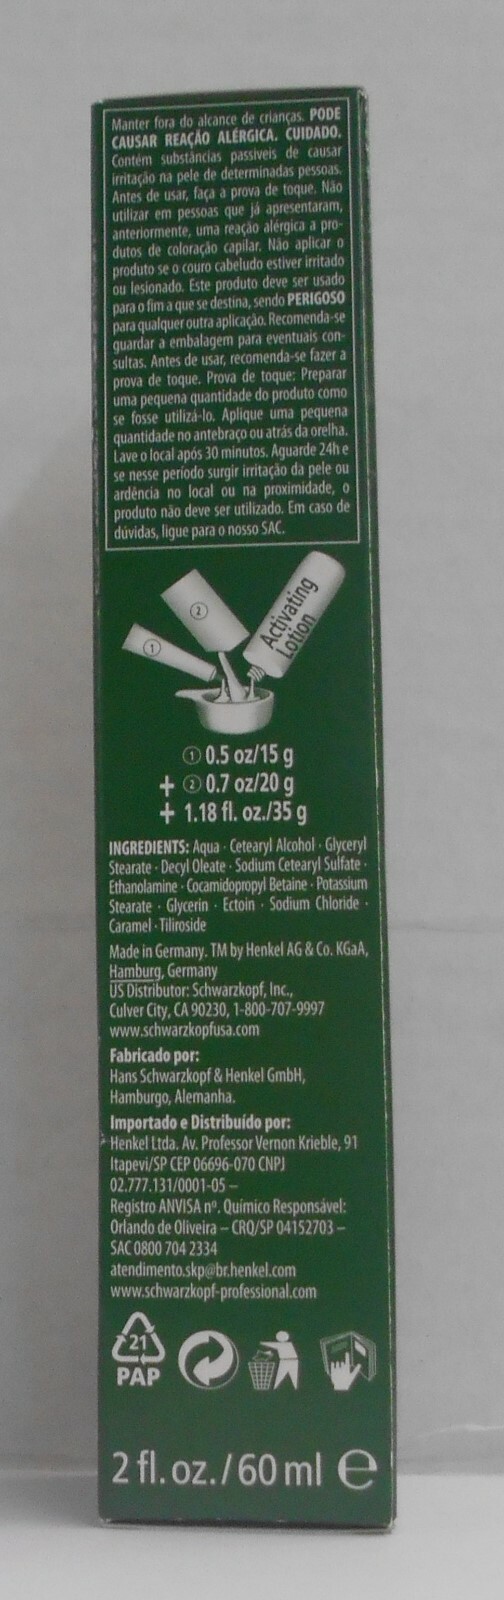 Manter fora do alcance de crianças. PODE
CAUSAR REAÇÃO ALÉRGICA. CUIDADO.
Contém substâncias passíveis de causar
irritação na pele de determinadas pessoas.
Antes de usar, faça a prova de toque. Não
utilizar em pessoas que já apresentaram,
anteriormente, uma reação alérgica a pro-
dutos de coloração capilar. Não aplicar o
produto se o couro cabeludo estiver irritado
ou lesionado. Este produto deve ser usado
para o fim a que se destina, sendo PERIGOSO
para qualquer outra aplicação. Recomenda-se
guardar a embalagem para eventuais con-
sultas. Antes de usar, recomenda-se fazer a
prova de toque. Prova de toque: Preparar
uma pequena quantidade do produto como
se fosse utilizá-lo. Aplique uma pequena
quantidade no antebraço ou atrás da orelha.
Lave o local após 30 minutos. Aguarde 24h e
se nesse período surgir irritação da pele ou
ardência no local ou na proximidade, o
produto não deve ser utilizado. Em caso de
dúvidas, ligue para o nosso SAC.
1
2
Activating
Lotion
① 0.5 oz/15 g
+ ② 0.7 oz/20 g
+ 1.18 fl. oz./35 g
INGREDIENTS: Aqua · Cetearyl Alcohol · Glyceryl
Stearate · Decyl Oleate · Sodium Cetearyl Sulfate ·
Ethanolamine · Cocamidopropyl Betaine · Potassium
Stearate · Glycerin · Ectoin · Sodium Chloride ·
Caramel · Tiliroside
Made in Germany. TM by Henkel AG & Co. KGaA,
Hamburg, Germany
US Distributor: Schwarzkopf, Inc.,
Culver City, CA 90230, 1-800-707-9997
www.schwarzkopfusa.com
Fabricado por:
Hans Schwarzkopf & Henkel GmbH,
Hamburgo, Alemanha.
Importado e Distribuído por:
Henkel Ltda. Av. Professor Vernon Krieble, 91
Itapevi/SP CEP 06696-070 CNPJ
02.777.131/0001-05 –
Registro ANVISA nº. Químico Responsável:
Orlando de Oliveira – CRQ/SP 04152703 –
SAC 0800 704 2334
atendimento.skp@br.henkel.com
www.schwarzkopf-professional.com
21
PAP
2 fl. oz. / 60 ml ℮